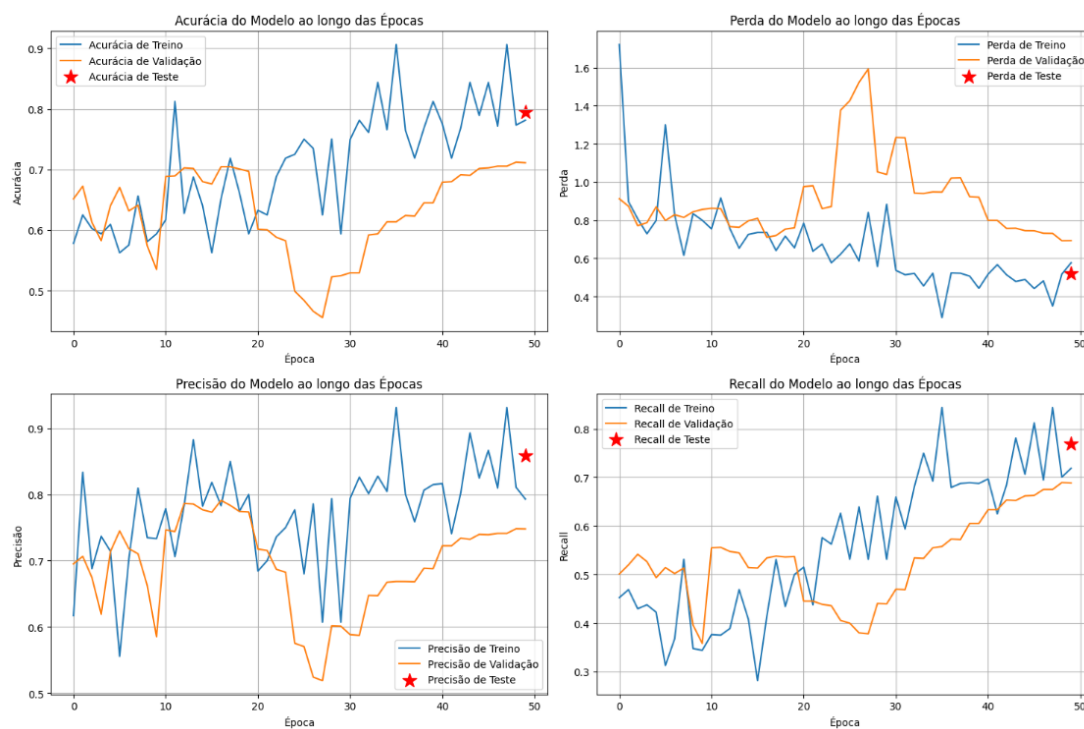 Acurácia do Modelo ao longo das Épocas
Acurácia de Treino
Acurácia de Validação
Acurácia de Teste
0.9
0.8
0.7
0.6
0.5
Acurácia
0
10
20
30
40
50
Época
Perda do Modelo ao longo das Épocas
Perda de Treino
Perda de Validação
Perda de Teste
1.6
1.4
1.2
1.0
0.8
0.6
0.4
Perda
0
10
20
30
40
50
Época
Precisão do Modelo ao longo das Épocas
0.9
0.8
0.7
0.6
0.5
Precisão
Precisão de Treino
Precisão de Validação
Precisão de Teste
0
10
20
30
40
50
Época
Recall do Modelo ao longo das Épocas
Recall de Treino
Recall de Validação
Recall de Teste
0.8
0.7
0.6
0.5
0.4
0.3
Recall
0
10
20
30
40
50
Época